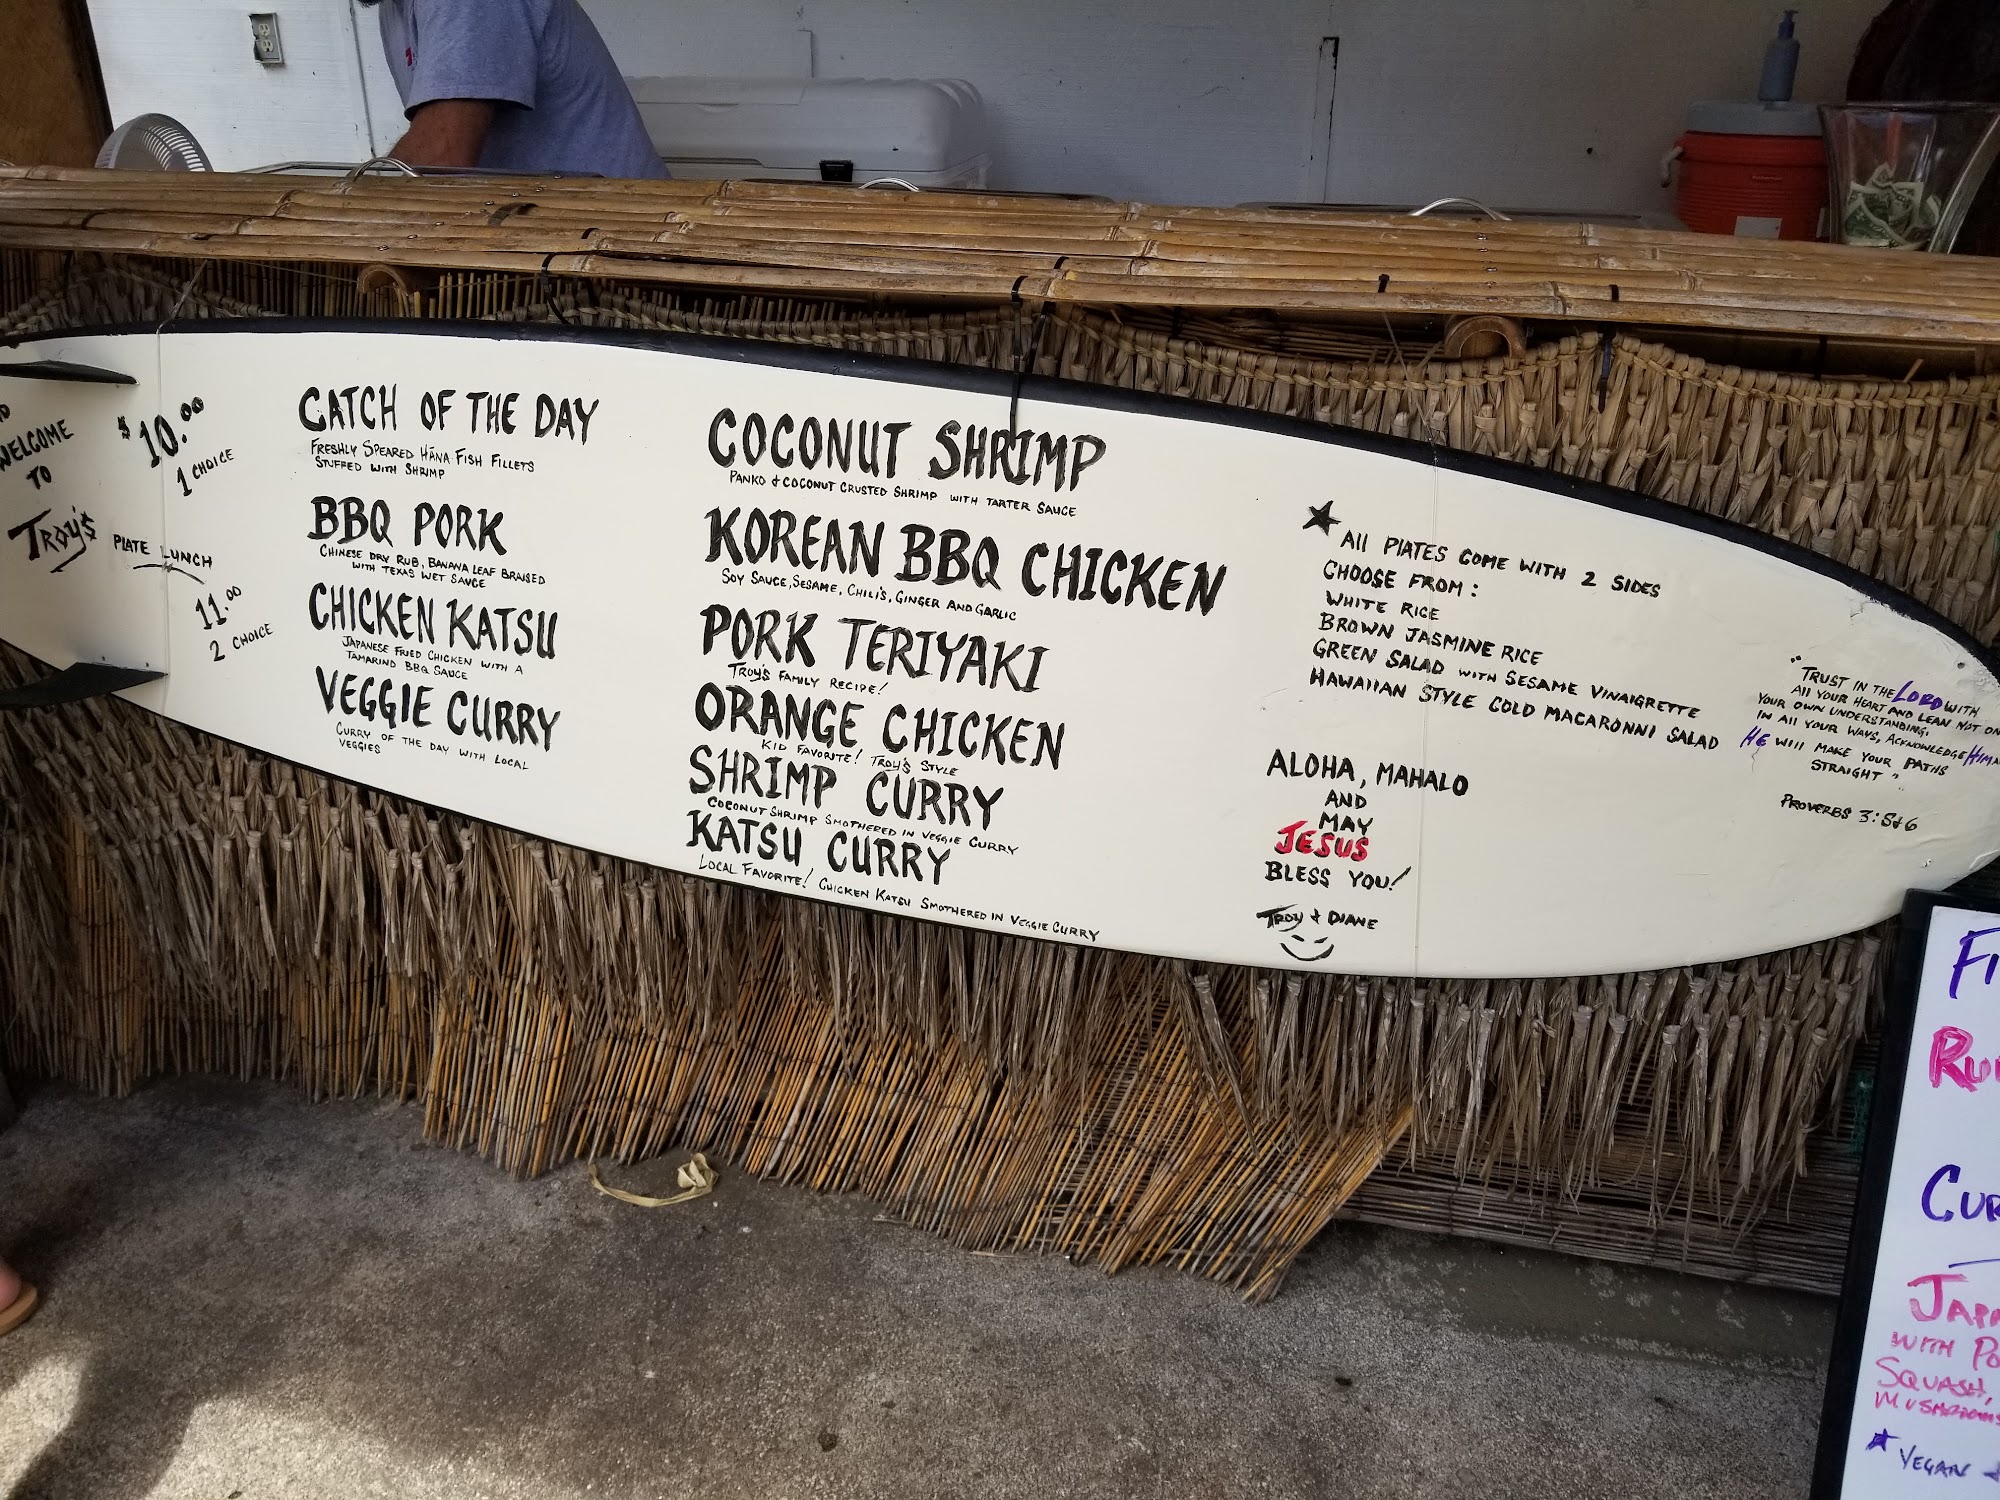 WELCOME
TO
TROY'S
PLATE LUNCH
$10.00
1 CHOICE
11.00
2 CHOICE
CATCH OF THE DAY
FRESHLY SPEARED HĀNA FISH FILLETS
STUFFED WITH SHRIMP
BBQ PORK
CHINESE DRY RUB, BANANA LEAF BRAISED
WITH TEXAS WET SAUCE
CHICKEN KATSU
JAPANESE FRIED CHICKEN WITH A
TAMARIND BBQ SAUCE
VEGGIE CURRY
CURRY OF THE DAY WITH LOCAL
VEGGIES
COCONUT SHRIMP
PANKO & COCONUT CRUSTED SHRIMP WITH TARTER SAUCE
KOREAN BBQ CHICKEN
SOY SAUCE, SESAME, CHILI'S, GINGER AND GARLIC
PORK TERIYAKI
TROY'S FAMILY RECIPE!
ORANGE CHICKEN
KID FAVORITE! TROY'S STYLE
SHRIMP CURRY
COCONUT SHRIMP SMOTHERED IN VEGGIE CURRY
KATSU CURRY
LOCAL FAVORITE! CHICKEN KATSU SMOTHERED IN VEGGIE CURRY
★ All PlATES COME WITH 2 SIDES
CHOOSE FROM:
WHITE RICE
BROWN JASMINE RICE
GREEN SALAD WITH SESAME VINAIGRETTE
HAWAIIAN STYLE COLD MACARONNI SALAD
ALOHA, MAHALO
AND
MAY
JESUS
BLESS YOU!
TROY & DIANE
"TRUST IN THE LORD WITH
All YOUR HEART AND LEAN NOT ON
YOUR OWN UNDERSTANDING.
IN All YOUR WAYS, ACKNOWLEDGE HIM
HE WILL MAKE YOUR PATHS
STRAIGHT"
PROVERBS 3:5&6
WITH
SQUASH,
MUSHROOMS
★ VEGAN